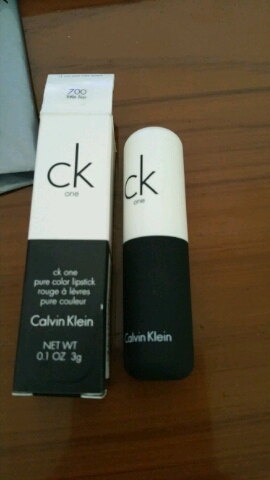 700
ck
one
ck one
pure color lipstick
rouge à lèvres
pure couleur
Calvin Klein
NET WT
0.1 OZ 3g
ck
one
Calvin Klein